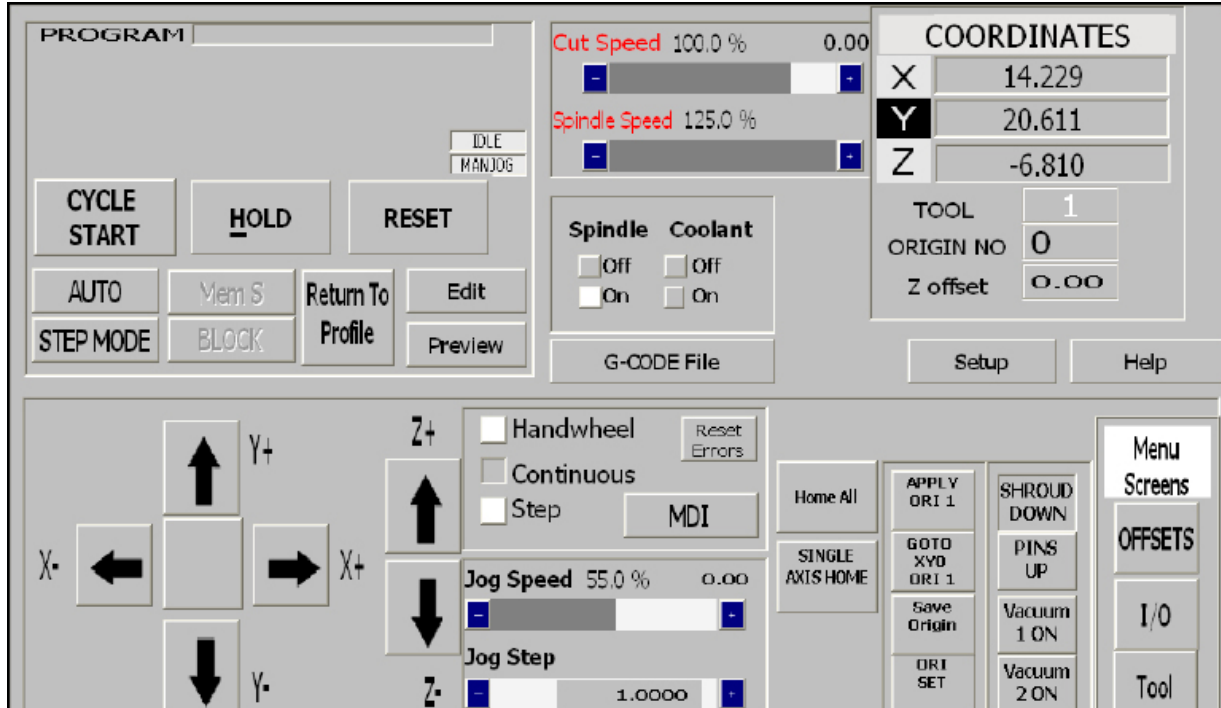 PROGRAM
IDLE
MANJOG
CYCLE
START
HOLD
RESET
AUTO
Mem S
Return To
Profile
Edit
STEP MODE
BLOCK
Preview
Cut Speed 100.0 % 0.00
- +
Spindle Speed 125.0 %
- +
Spindle Coolant
Off Off
On On
G-CODE File
COORDINATES
X 14.229
Y 20.611
Z -6.810
TOOL 1
ORIGIN NO 0
Z offset 0.00
Setup
Help
Y+
X-
X+
Y-
Z+
Z-
Handwheel
Continuous
Step
Reset
Errors
MDI
Jog Speed 55.0 % 0.00
- +
Jog Step
- 1.0000 +
Home All
SINGLE
AXIS HOME
APPLY
ORI 1
GOTO
XY0
ORI 1
Save
Origin
ORI
SET
SHROUD
DOWN
PINS
UP
Vacuum
1 ON
Vacuum
2 ON
Menu
Screens
OFFSETS
I/O
Tool